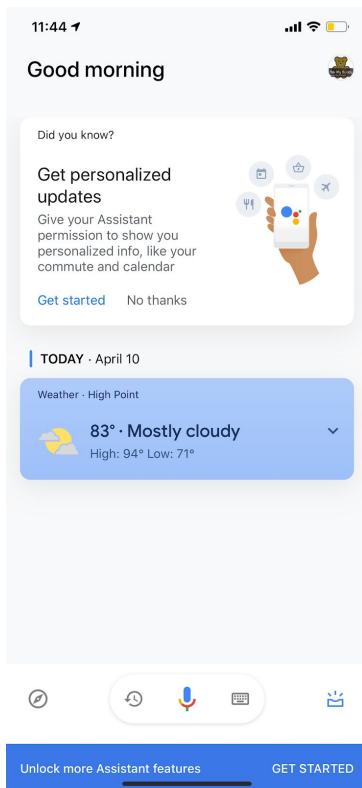 11:44
Good morning
Did you know?
Get personalized
updates
Give your Assistant
permission to show you
personalized info, like your
commute and calendar
Get started No thanks
TODAY · April 10
Weather · High Point
83° · Mostly cloudy
High: 94° Low: 71°
Unlock more Assistant features GET STARTED